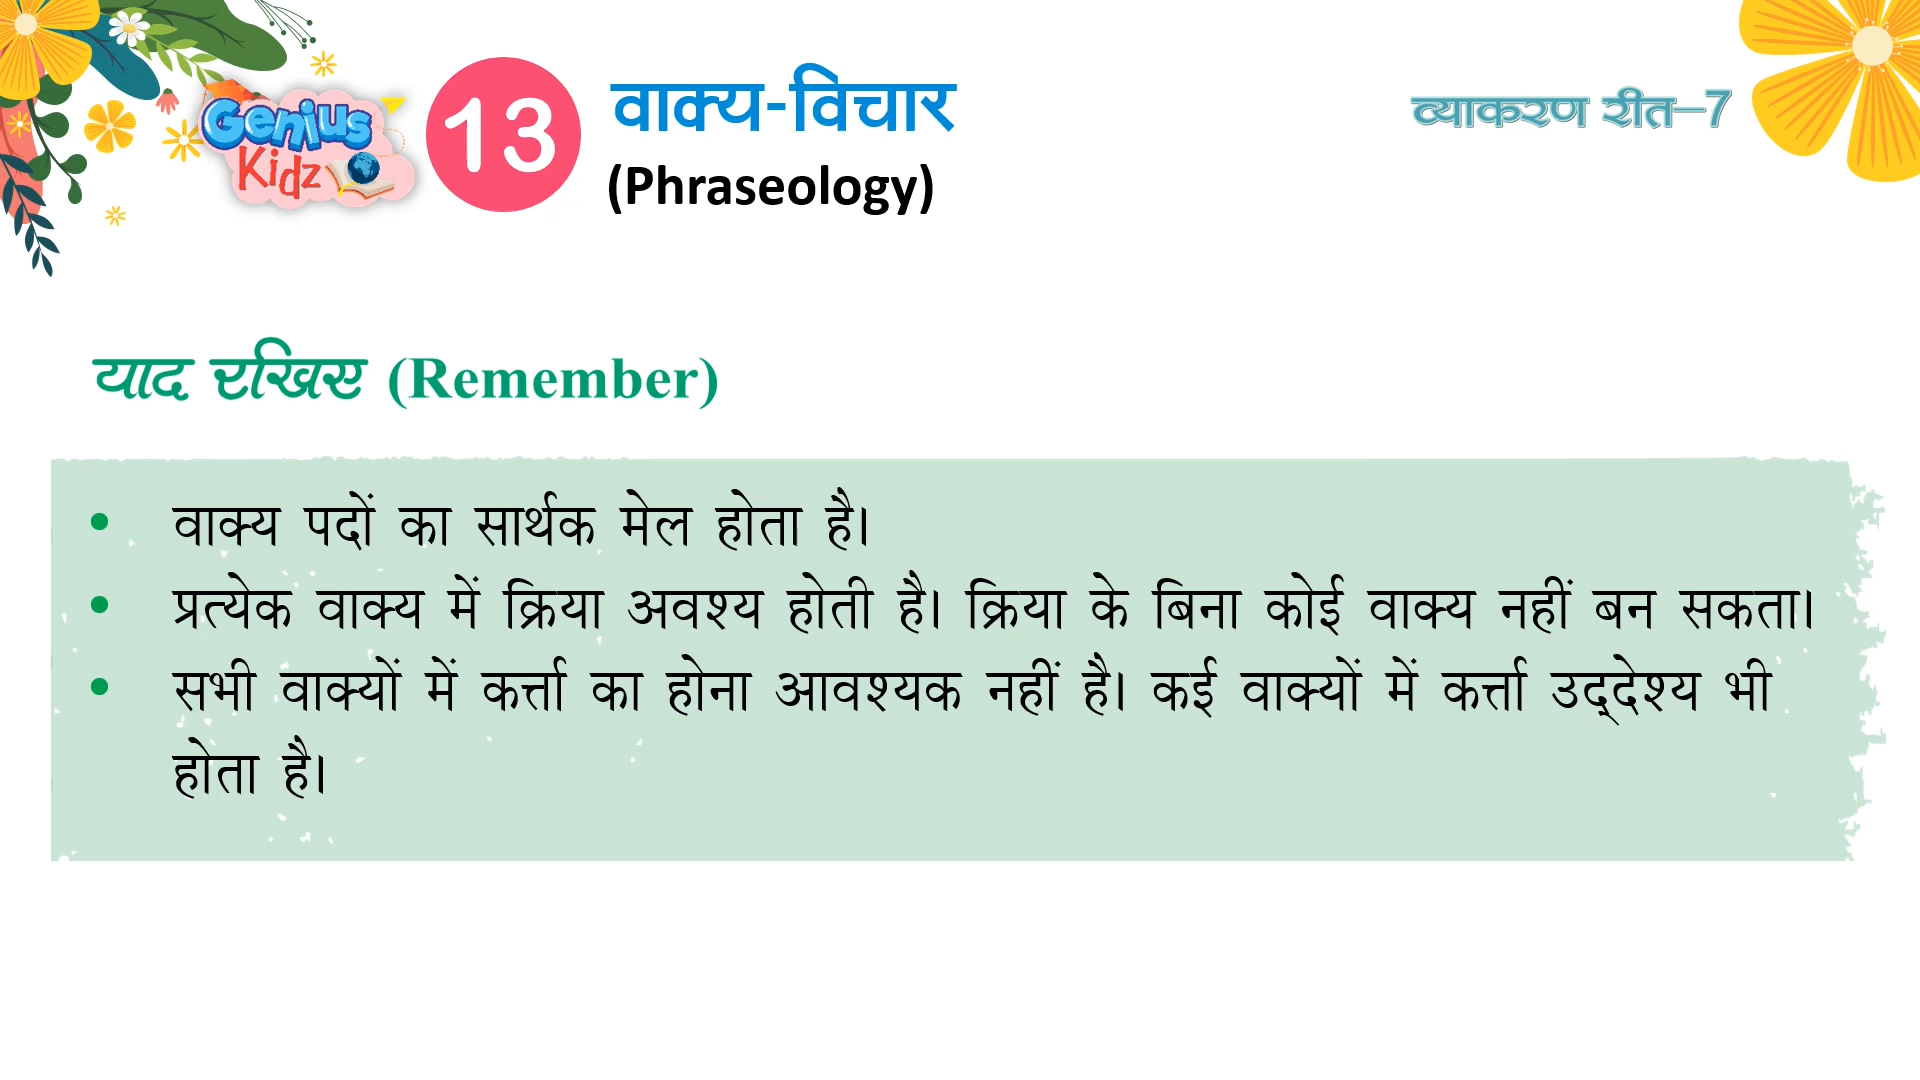 Genius
Kidz
13
वाक्य-विचार
(Phraseology)
व्याकरण रीत–7
याद रखिए (Remember)
• वाक्य पदों का सार्थक मेल होता है।
• प्रत्येक वाक्य में क्रिया अवश्य होती है। क्रिया के बिना कोई वाक्य नहीं बन सकता।
• सभी वाक्यों में कर्त्ता का होना आवश्यक नहीं है। कई वाक्यों में कर्त्ता उद्‌देश्य भी
होता है।